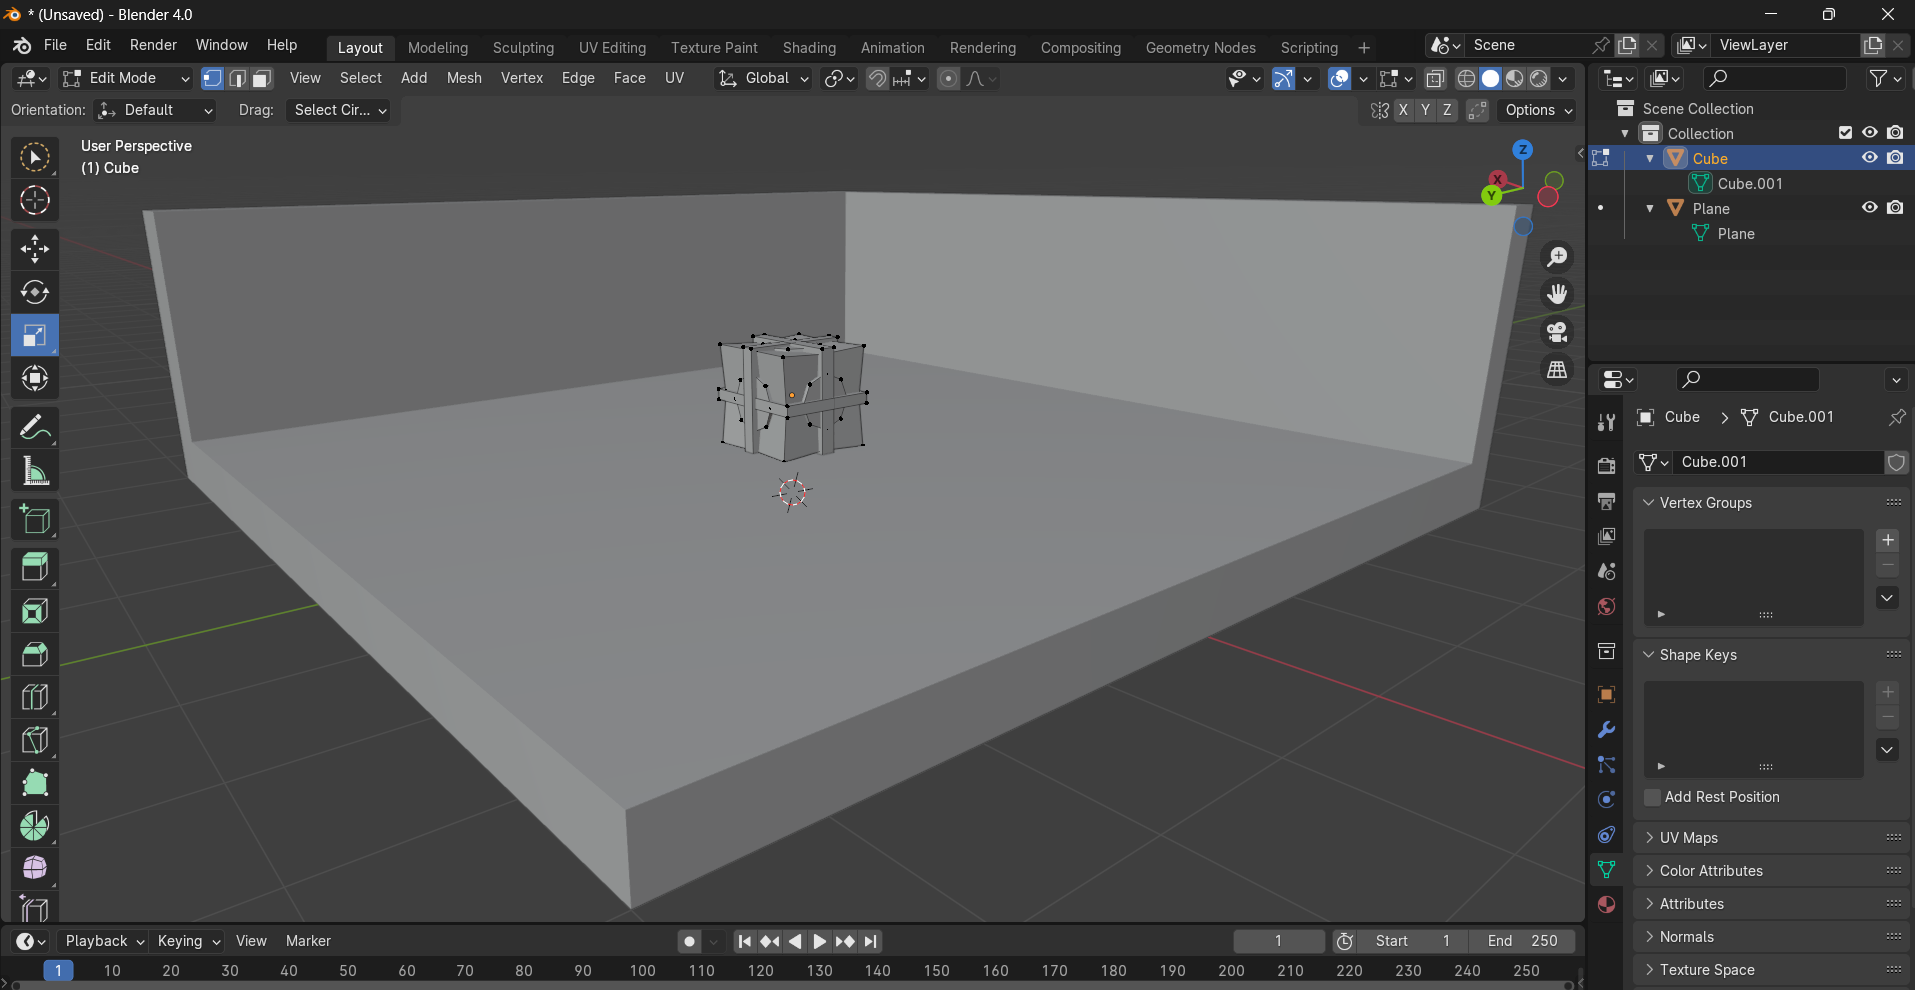 * (Unsaved) - Blender 4.0
File Edit Render Window Help Layout Modeling Sculpting UV Editing Texture Paint Shading Animation Rendering Compositing Geometry Nodes Scripting + Scene ViewLayer
Edit Mode View Select Add Mesh Vertex Edge Face UV Global
Orientation: Default Drag: Select Cir... X Y Z Options
User Perspective
(1) Cube
Z
X
Y
Scene Collection
Collection
Cube
Cube.001
Plane
Plane
Cube > Cube.001
Cube.001
Vertex Groups
Shape Keys
Add Rest Position
UV Maps
Color Attributes
Attributes
Normals
Texture Space
Playback Keying View Marker 1 Start 1 End 250
1 10 20 30 40 50 60 70 80 90 100 110 120 130 140 150 160 170 180 190 200 210 220 230 240 250